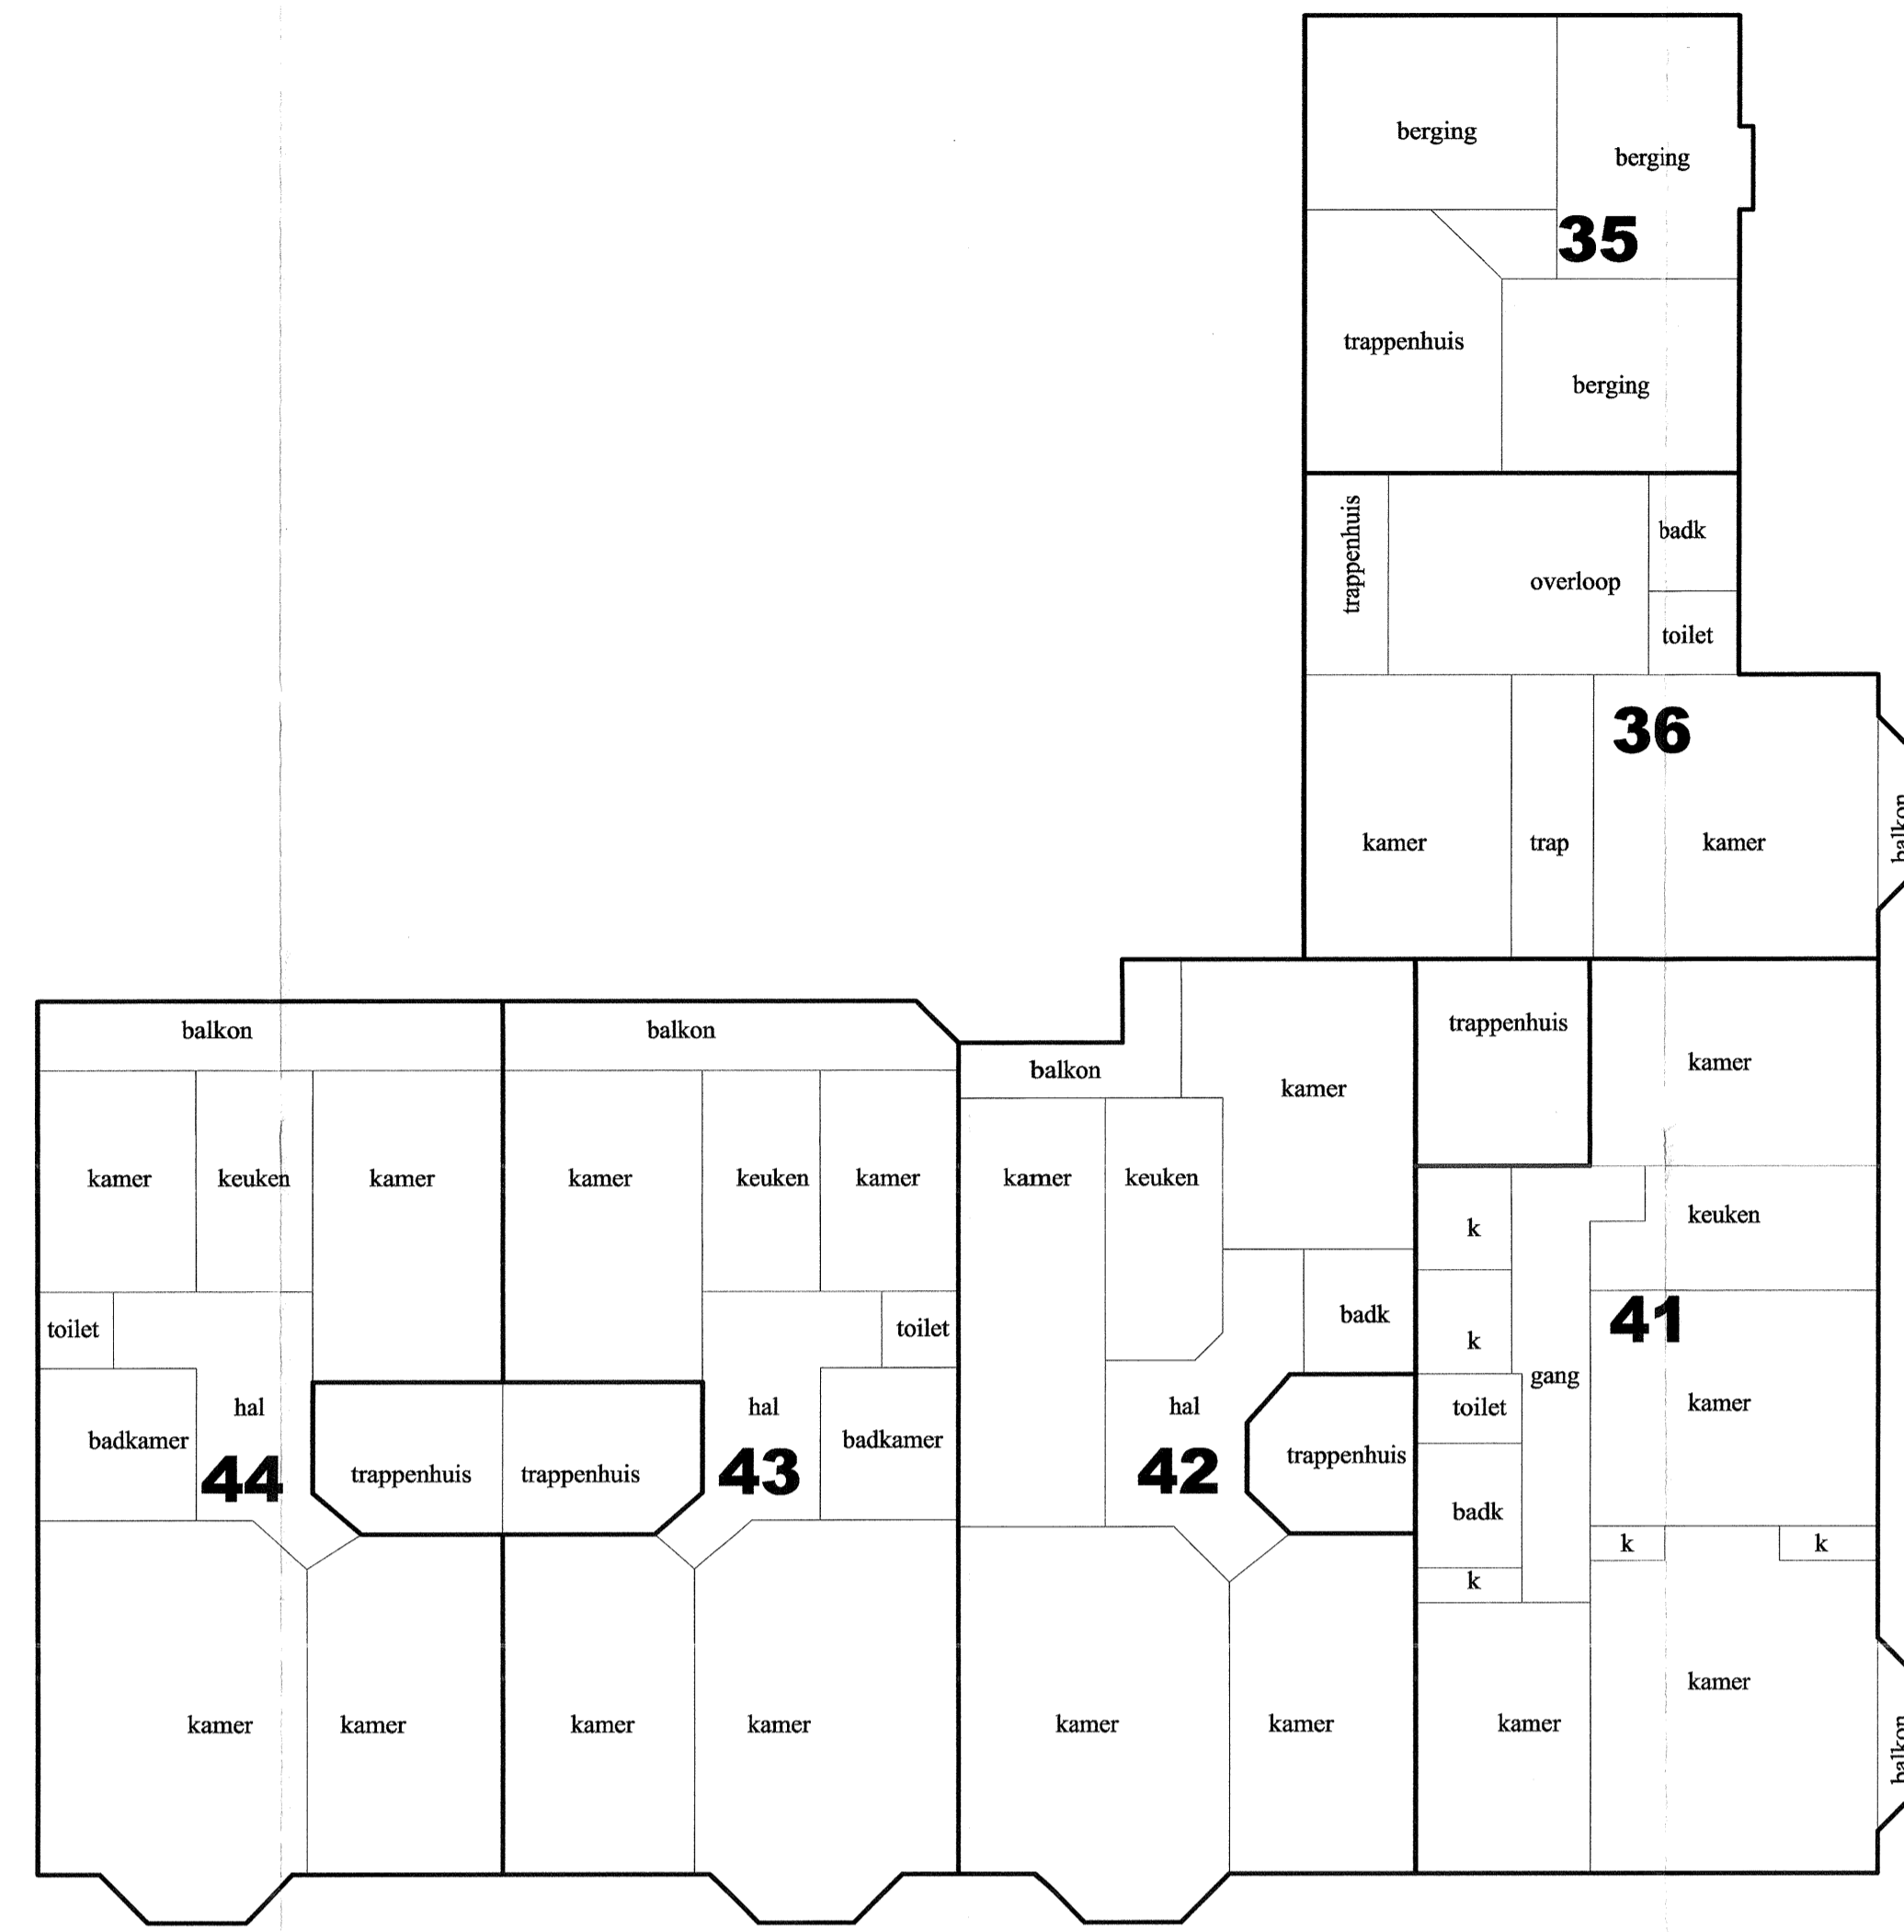 berging
berging
35
trappenhuis
berging
trappenhuis
badk
overloop
toilet
36
kamer
trap
kamer
balkon
balkon
balkon
balkon
trappenhuis
kamer
kamer
kamer
keuken
kamer
kamer
keuken
kamer
kamer
keuken
k
keuken
toilet
toilet
badk
k
41
gang
kamer
hal
hal
hal
toilet
badkamer
badkamer
44
trappenhuis
trappenhuis
43
42
trappenhuis
badk
k
k
k
kamer
kamer
kamer
kamer
kamer
kamer
kamer
kamer
kamer
balkon